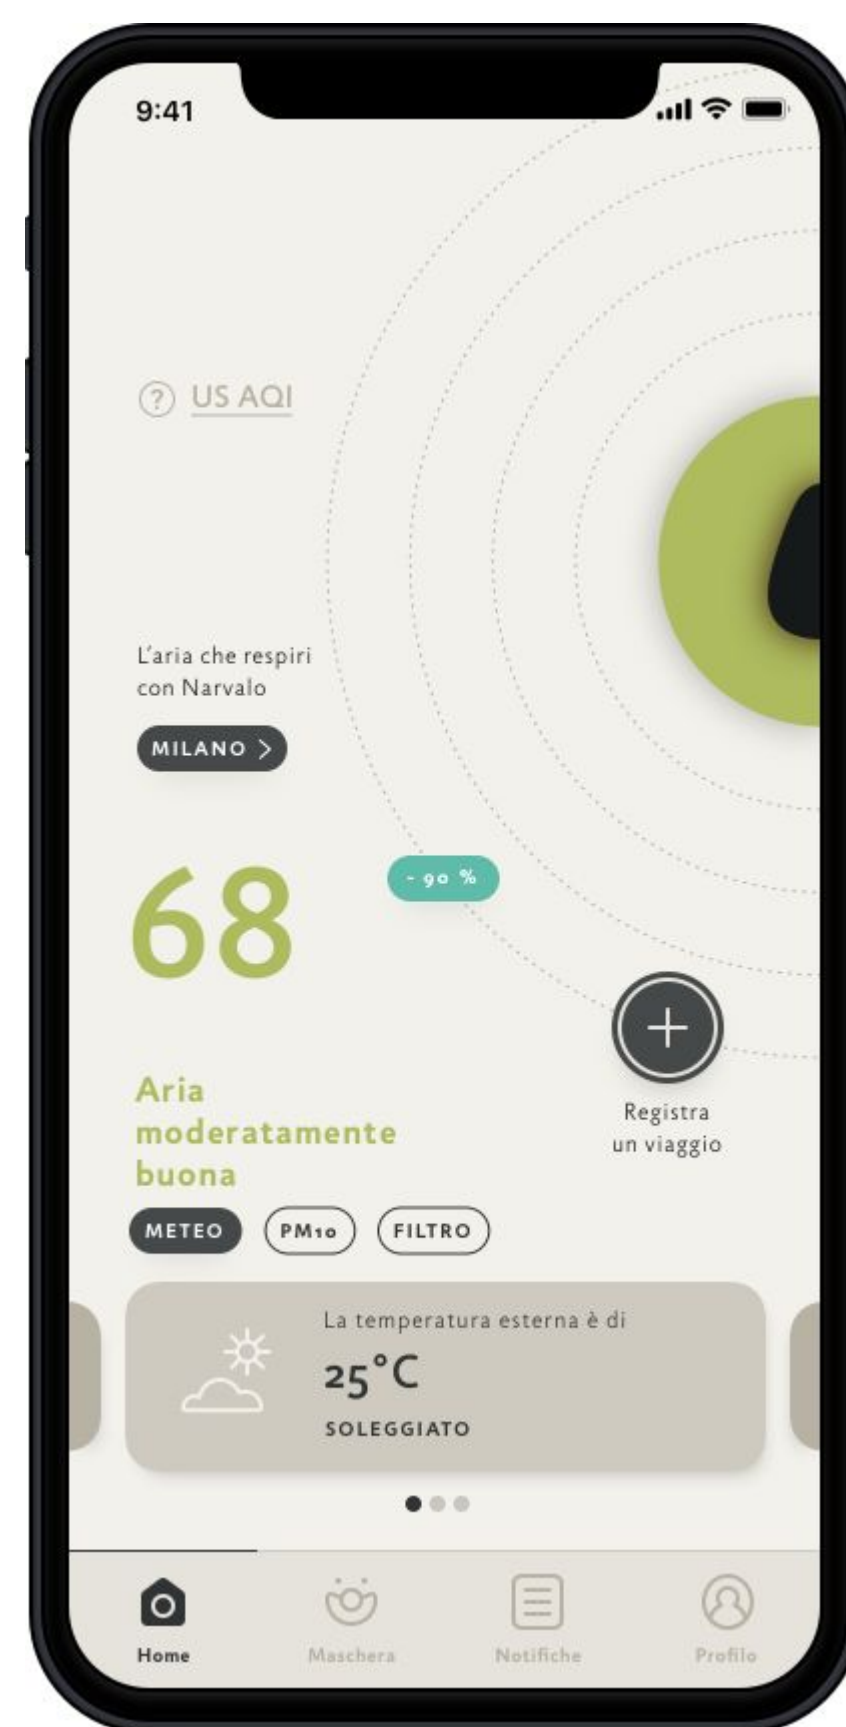 9:41
? US AQI
L'aria che respiri
con Narvalo
MILANO >
68
- 90 %
Aria
moderatamente
buona
Registra
un viaggio
METEO PM10 FILTRO
La temperatura esterna è di
25°C
SOLEGGIATO
Home Maschera Notifiche Profilo